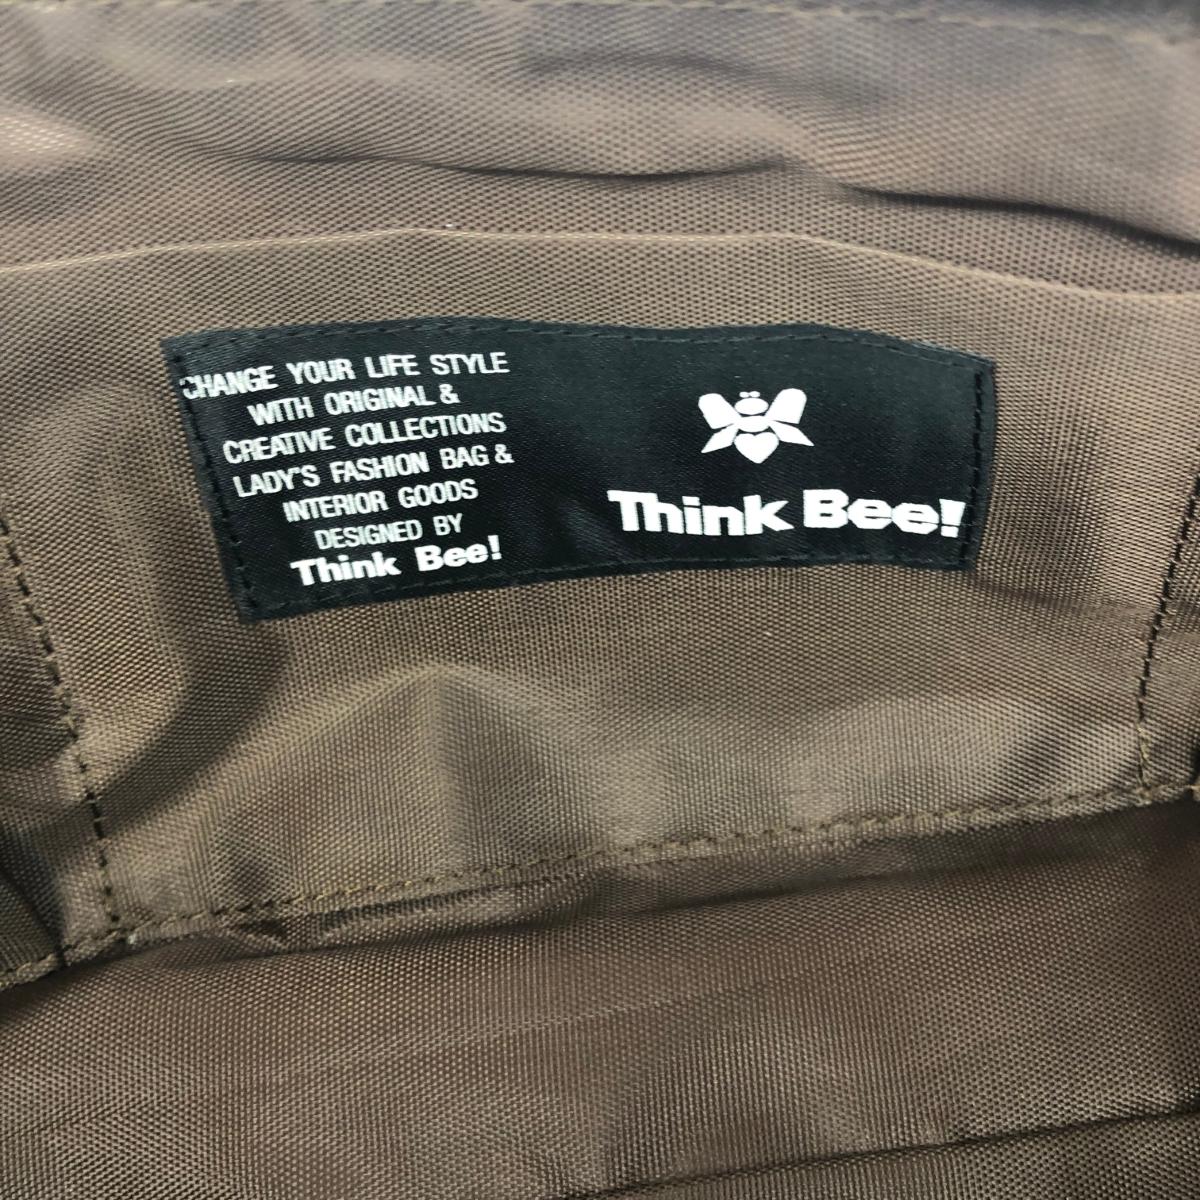 CHANGE YOUR LIFE STYLE
WITH ORIGINAL &
CREATIVE COLLECTIONS
LADY'S FASHION BAG &
INTERIOR GOODS
DESIGNED BY
Think Bee!
Think Bee!